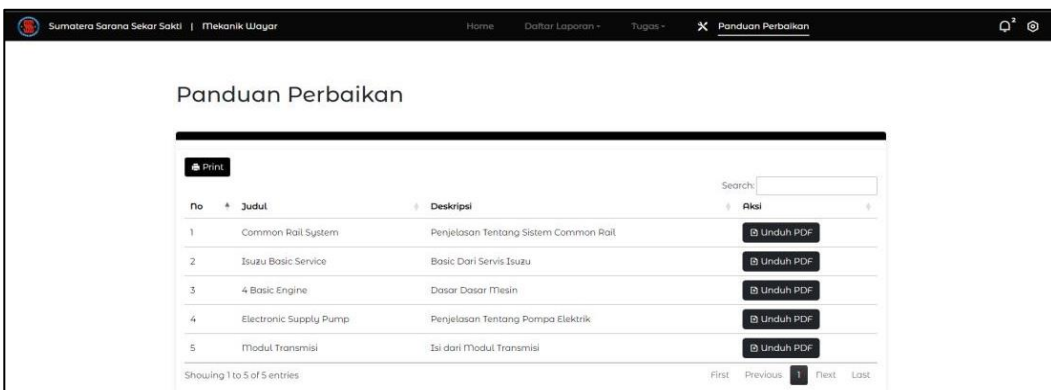 Sumatera Sarana Sekar Sakti | Mekanik Wayar Home Daftar Laporan Tugas Panduan Perbaikan 2
Panduan Perbaikan
Print
Search:
No Judul Deskripsi Aksi
1 Common Rail System Penjelasan Tentang Sistem Common Rail Unduh PDF
2 Isuzu Basic Service Basic Dari Servis Isuzu Unduh PDF
3 4 Basic Engine Dasar Dasar Mesin Unduh PDF
4 Electronic Supply Pump Penjelasan Tentang Pompa Elektrik Unduh PDF
5 Modul Transmisi Isi dari Modul Transmisi Unduh PDF
Showing 1 to 5 of 5 entries First Previous 1 Next Last